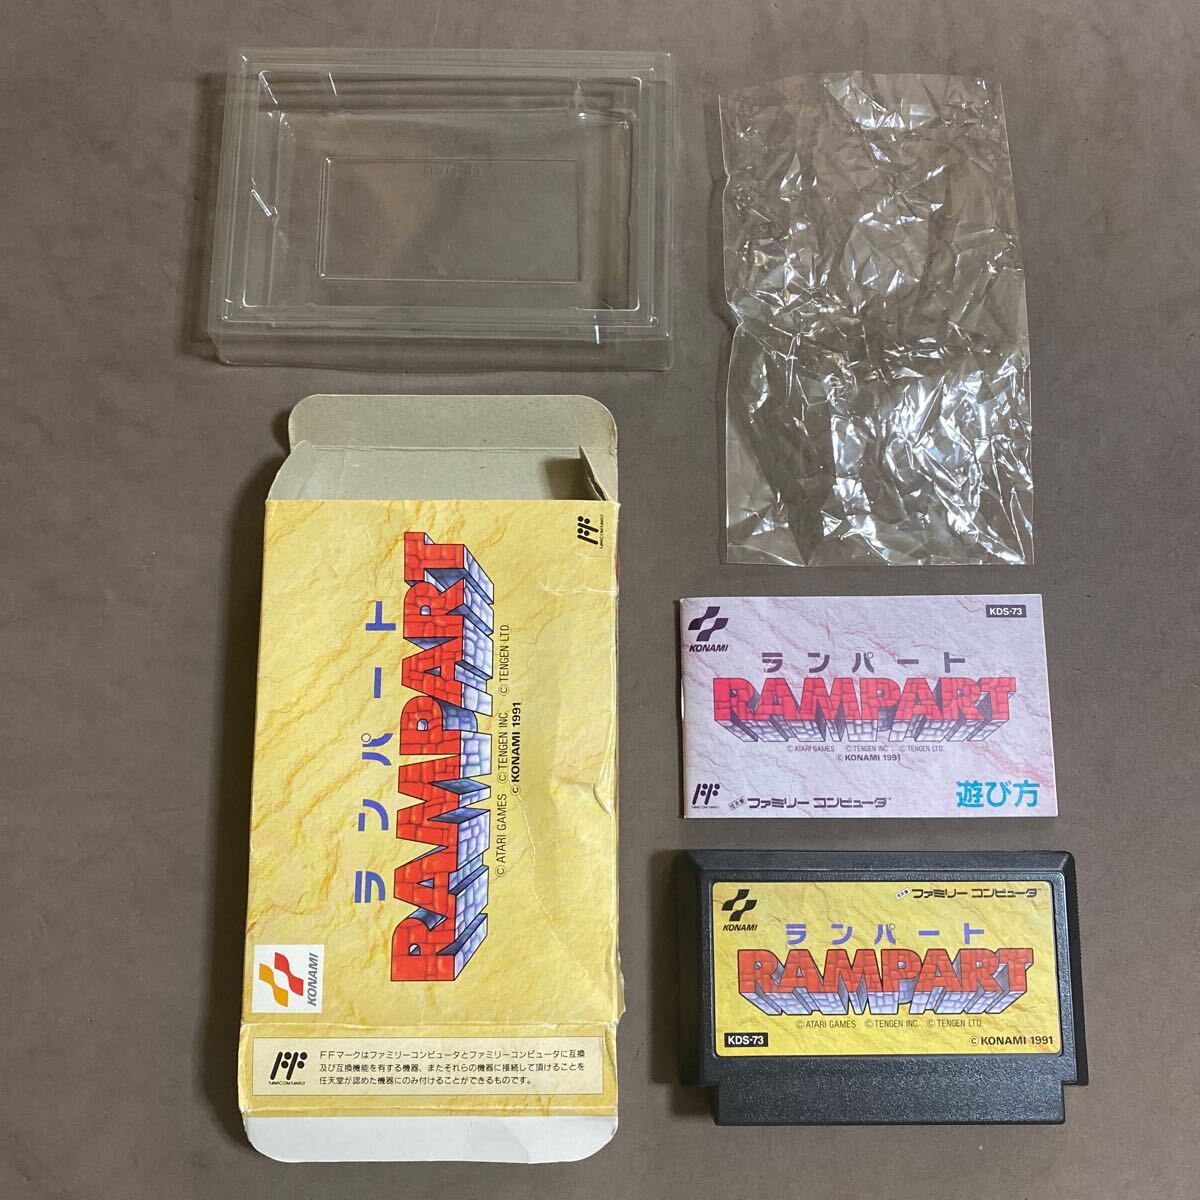 FAMICOM FAMILY
ランパート
RAMPART
© ATARI GAMES © TENGEN INC. © TENGEN LTD.
© KONAMI 1991
KONAMI
FAMICOM FAMILY
FFマークはファミリーコンピュータとファミリーコンピュータに互換
及び互換機能を有する機器、またそれらの機器に接続して頂けることを
任天堂が認めた機器にのみ付けることができるものです。
KONAMI
KDS-73
ランパート
RAMPART
© ATARI GAMES © TENGEN INC. © TENGEN LTD.
© KONAMI 1991
FAMICOM FAMILY
ファミリー コンピュータ
遊び方
KONAMI
ファミリー コンピュータ
ランパート
RAMPART
© ATARI GAMES © TENGEN INC. © TENGEN LTD.
KDS-73
© KONAMI 1991